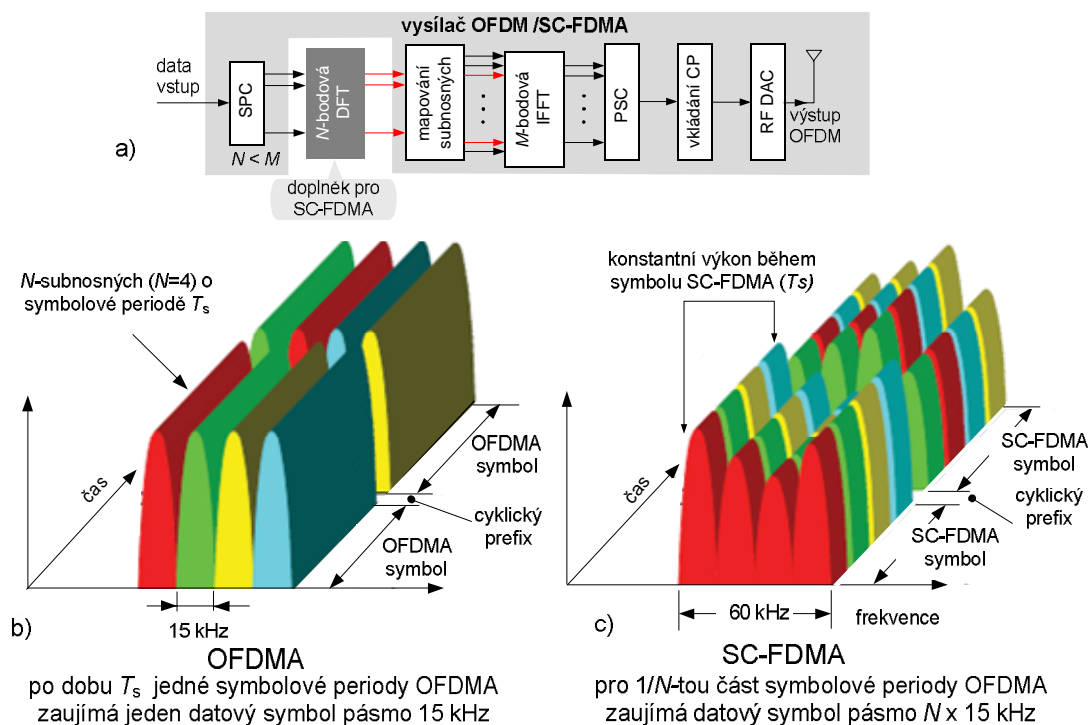 vysílač OFDM /SC-FDMA
data
vstup
SPC
N < M
N-bodová
DFT
doplněk pro
SC-FDMA
mapování
subnosných
M-bodová
IFFT
PSC
vkládání CP
RF DAC
výstup
OFDM
a)
N-subnosných (N=4) o
symbolové periodě Ts
čas
OFDMA
symbol
cyklický
prefix
OFDMA
symbol
15 kHz
b)
OFDMA
po dobu Ts jedné symbolové periody OFDMA
zaujímá jeden datový symbol pásmo 15 kHz
konstantní výkon během
symbolu SC-FDMA (Ts)
čas
SC-FDMA
symbol
cyklický
prefix
SC-FDMA
symbol
60 kHz
frekvence
c)
SC-FDMA
pro 1/N-tou část symbolové periody OFDMA
zaujímá datový symbol pásmo N x 15 kHz